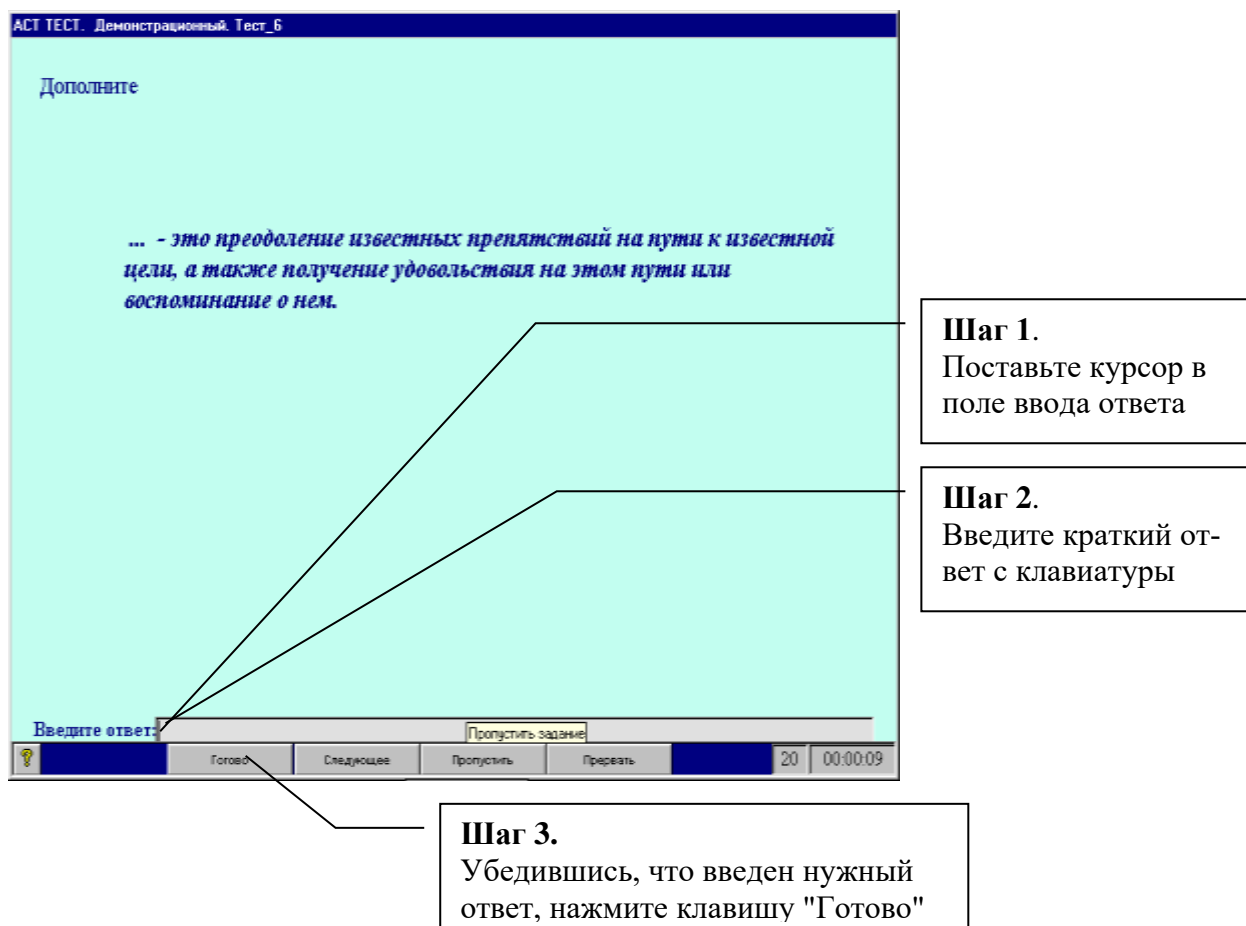 АСТ ТЕСТ. Демонстрационный. Тест_6
Дополните
... - это преодоление известных препятствий на пути к известной
цели, а также получение удовольствия на этом пути или
воспоминание о нем.
Шаг 1.
Поставьте курсор в
поле ввода ответа
Шаг 2.
Введите краткий от-
вет с клавиатуры
Введите ответ:
Пропустить задание
? Готово Следующее Пропустить Прервать 20 00:00:09
Шаг 3.
Убедившись, что введен нужный
ответ, нажмите клавишу "Готово"